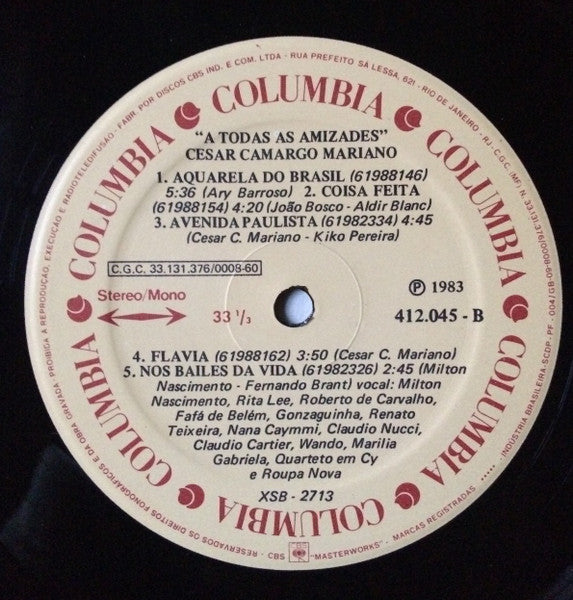 FABR. POR DISCOS CBS IND. E COM. LTDA - RUA PREFEITO SÁ LESSA, 621 - RIO DE JANEIRO - RJ - C.G.C. (MF) N. 33.131.376/0008
COLUMBIA COLUMBIA COLUMBIA COLUMBIA COLUMBIA COLUMBIA
"A TODAS AS AMIZADES"
CESAR CAMARGO MARIANO
1. AQUARELA DO BRASIL (61988146)
5:36 (Ary Barroso) 2. COISA FEITA
(61988154) 4:20 (João Bosco - Aldir Blanc)
3. AVENIDA PAULISTA (61982334) 4:45
(Cesar C. Mariano - Kiko Pereira)
C.G.C. 33.131.376/0008-60
Stereo/Mono
33 1/3
Ⓟ 1983
412.045 - B
4. FLAVIA (61988162) 3:50 (Cesar C. Mariano)
5. NOS BAILES DA VIDA (61982326) 2:45 (Milton
Nascimento - Fernando Brant) vocal: Milton
Nascimento, Rita Lee, Roberto de Carvalho,
Fafá de Belém, Gonzaguinha, Renato
Teixeira, Nana Caymmi, Claudio Nucci,
Claudio Cartier, Wando, Marilia
Gabriela, Quarteto em Cy
e Roupa Nova
XSB - 2713
RESERVADOS OS DIREITOS FONOGRÁFICOS E DA OBRA GRAVADA - PROIBIDA A REPRODUÇÃO, EXECUÇÃO E RADIOTELEDIFUSÃO
CBS "MASTERWORKS" - MARCAS REGISTRADAS
INDÚSTRIA BRASILEIRA